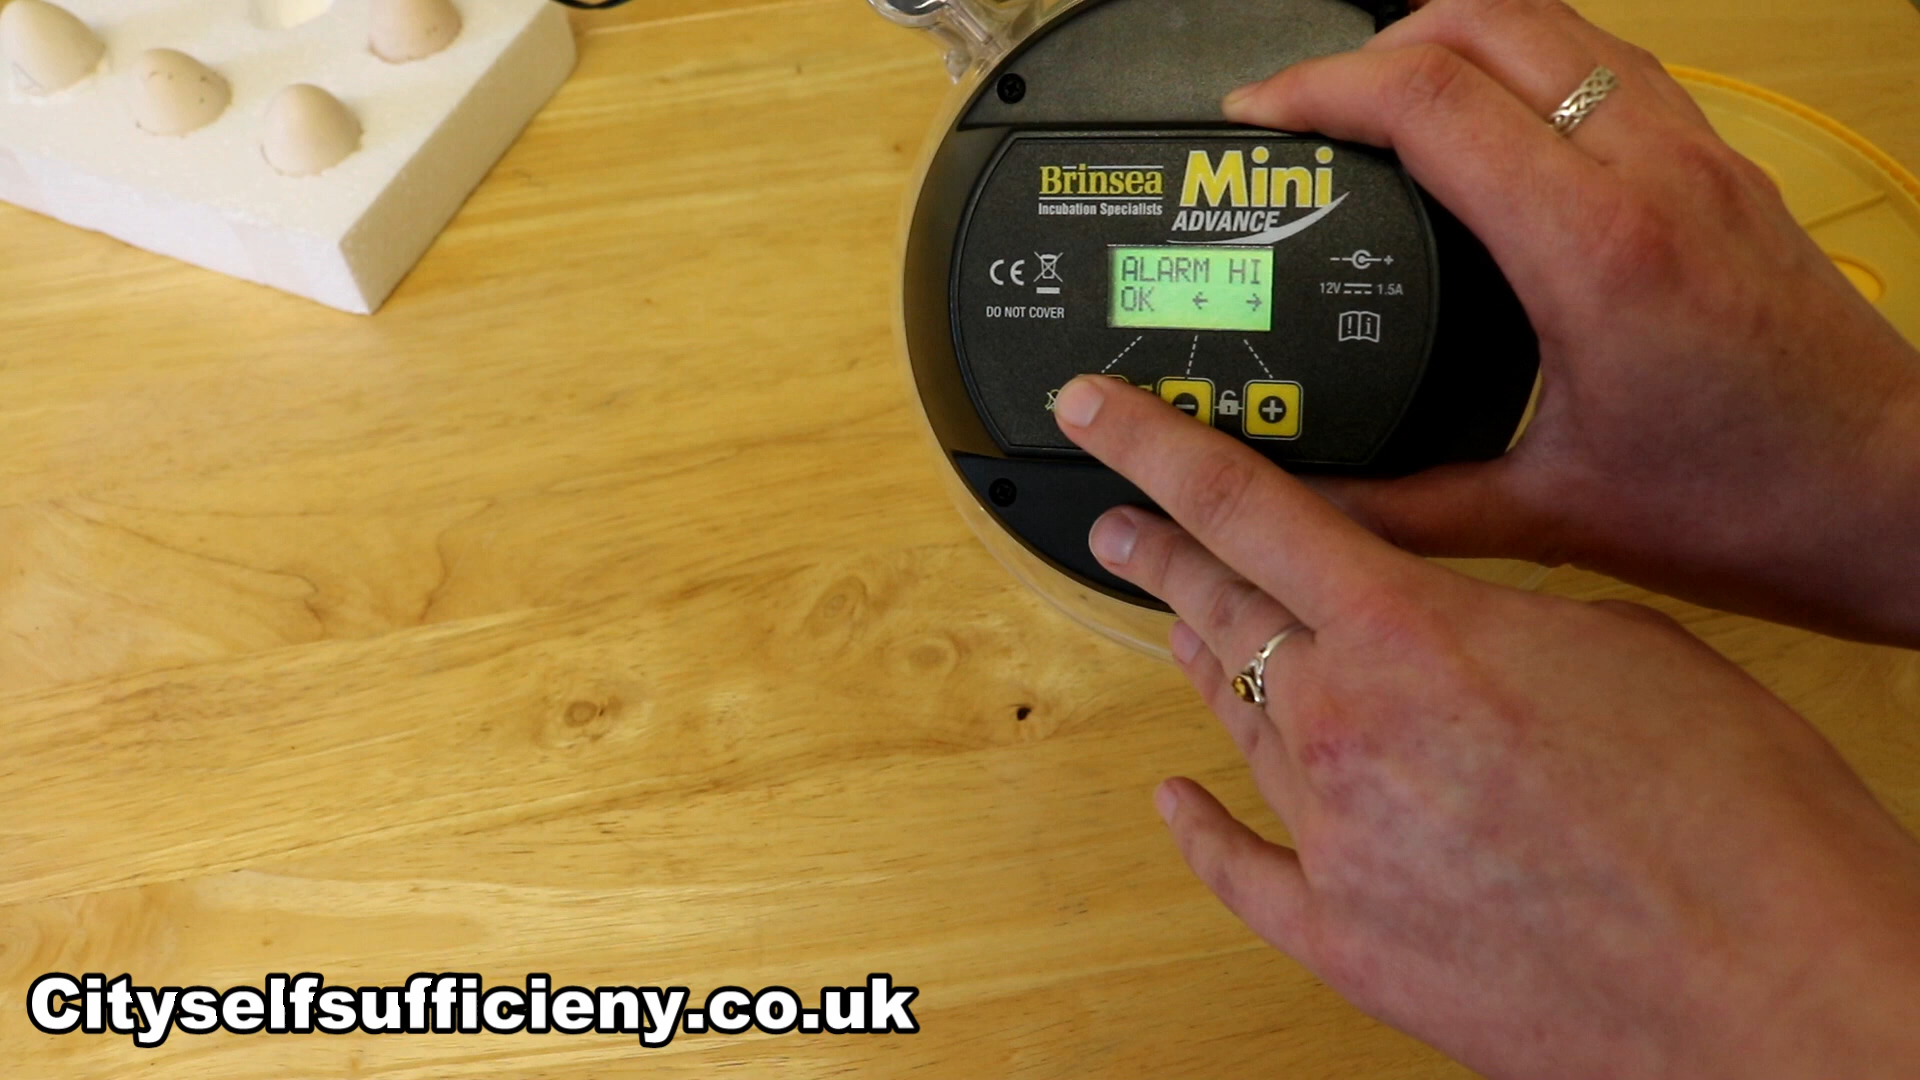 Brinsea
Incubation Specialists
Mini
ADVANCE
CE
DO NOT COVER
ALARM HI
OK ← →
12V 1.5A
- +
Cityselfsufficieny.co.uk